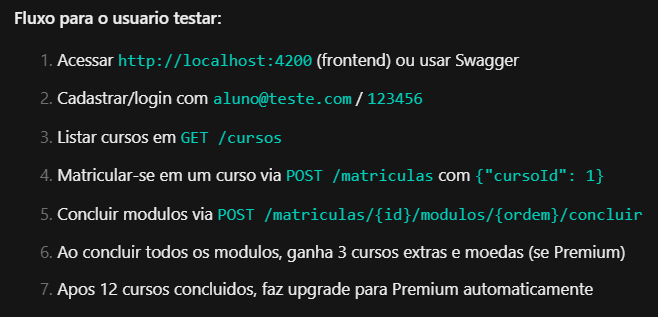 Fluxo para o usuario testar:
1. Acessar http://localhost:4200 (frontend) ou usar Swagger
2. Cadastrar/login com aluno@teste.com / 123456
3. Listar cursos em GET /cursos
4. Matricular-se em um curso via POST /matriculas com {"cursoId": 1}
5. Concluir modulos via POST /matriculas/{id}/modulos/{ordem}/concluir
6. Ao concluir todos os modulos, ganha 3 cursos extras e moedas (se Premium)
7. Apos 12 cursos concluidos, faz upgrade para Premium automaticamente